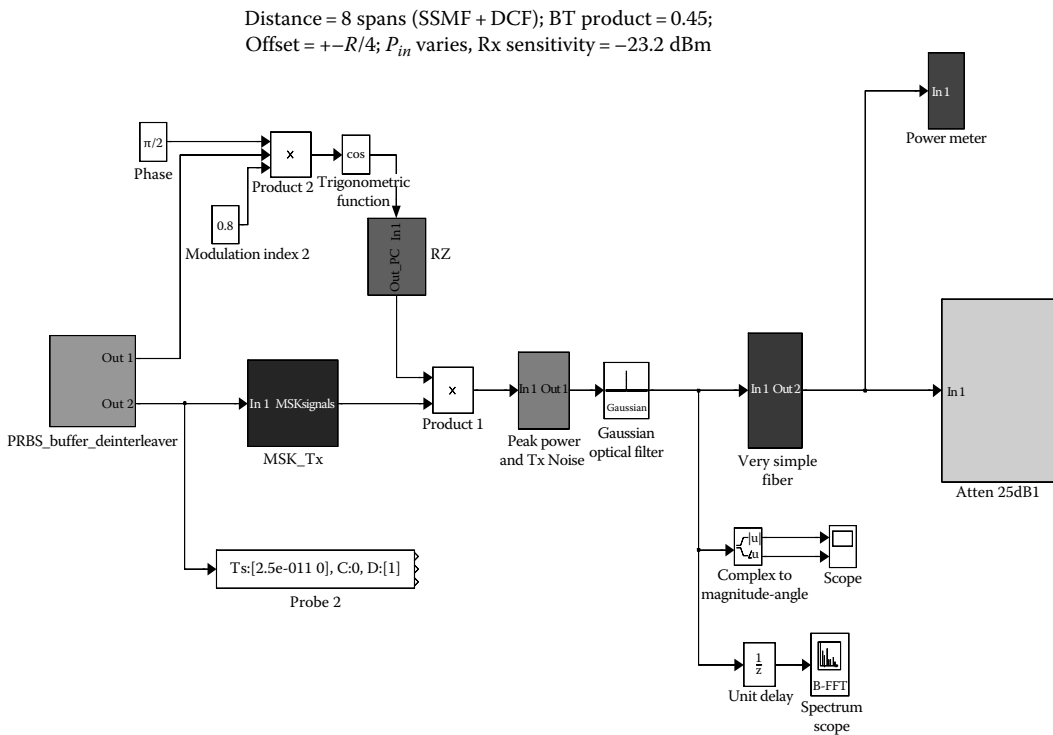 Distance = 8 spans (SSMF + DCF); BT product = 0.45;
Offset = +−R/4; P_in varies, Rx sensitivity = −23.2 dBm
In 1
Power meter
π/2
Phase
×
Product 2
cos
Trigonometric
function
0.8
Modulation index 2
In1
Out_PC
RZ
Out 1
Out 2
PRBS_buffer_deinterleaver
In 1 MSKsignals
MSK_Tx
×
Product 1
In 1 Out 1
Peak power
and Tx Noise
Gaussian
Gaussian
optical filter
In 1 Out 2
Very simple
fiber
In 1
Atten 25dB1
Ts:[2.5e-011 0], C:0, D:[1]
Probe 2
|u|
∠u
Complex to
magnitude-angle
Scope
1
z
Unit delay
B-FFT
Spectrum
scope